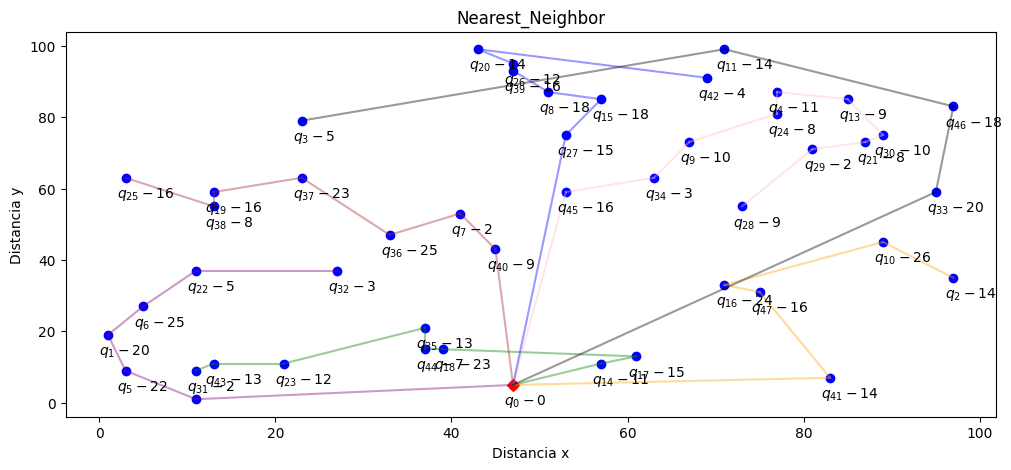 Nearest_Neighbor
Distancia y
100
80
60
40
20
0
q₂₀ − 14
q₁₁ − 14
q₂₆ − 12
q₃₉ − 16
q₄₂ − 4
q₈ − 18
q₁₅ − 18
q₄ − 11
q₁₃ − 9
q₄₆ − 18
q₃ − 5
q₂₄ − 8
q₂₇ − 15
q₉ − 10
q₃₀ − 10
q₂₁ − 8
q₂₉ − 2
q₂₅ − 16
q₁₉ − 16
q₃₇ − 23
q₃₄ − 3
q₄₅ − 16
q₃₃ − 20
q₃₈ − 8
q₂₈ − 9
q₇ − 2
q₃₆ − 25
q₄₀ − 9
q₁₀ − 26
q₂₂ − 5
q₃₂ − 3
q₂ − 14
q₁₆ − 24
q₄₇ − 16
q₆ − 25
q₁ − 20
q₃₅ − 13
q₄₄
q₁₈ − 23
q₁₇ − 15
q₁₄ − 11
q₅ − 22
q₃₁ − 2
q₄₃ − 13
q₂₃ − 12
q₄₁ − 14
q₀ − 0
0
20
40
60
80
100
Distancia x